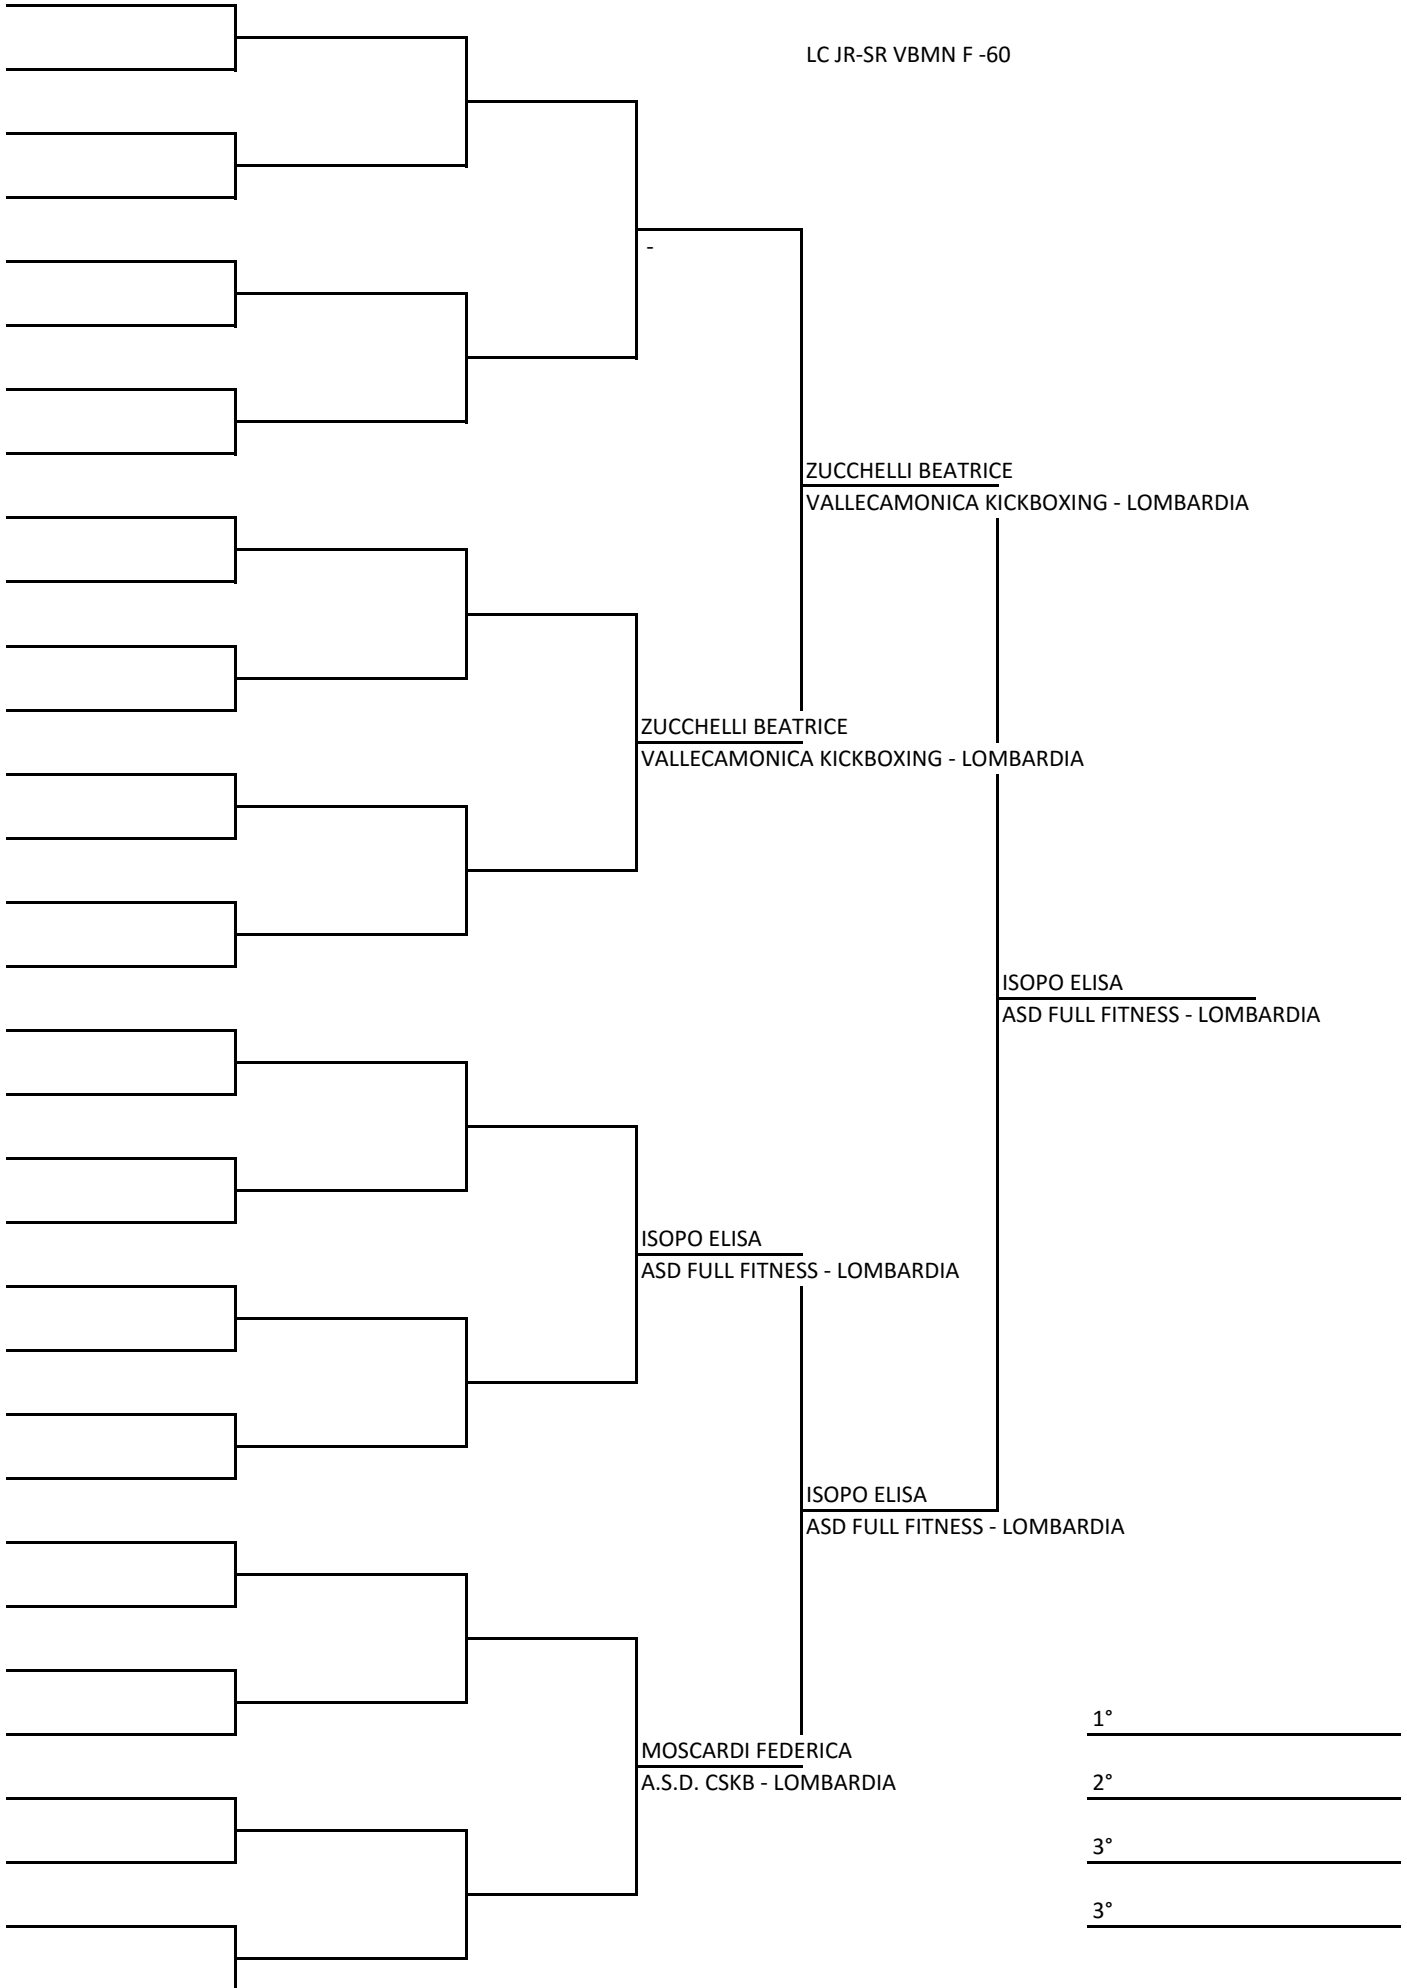 LC JR-SR VBMN F -60
-
ZUCCHELLI BEATRICE
VALLECAMONICA KICKBOXING - LOMBARDIA
ZUCCHELLI BEATRICE
VALLECAMONICA KICKBOXING - LOMBARDIA
ISOPO ELISA
ASD FULL FITNESS - LOMBARDIA
ISOPO ELISA
ASD FULL FITNESS - LOMBARDIA
ISOPO ELISA
ASD FULL FITNESS - LOMBARDIA
1°
MOSCARDI FEDERICA
A.S.D. CSKB - LOMBARDIA
2°
3°
3°